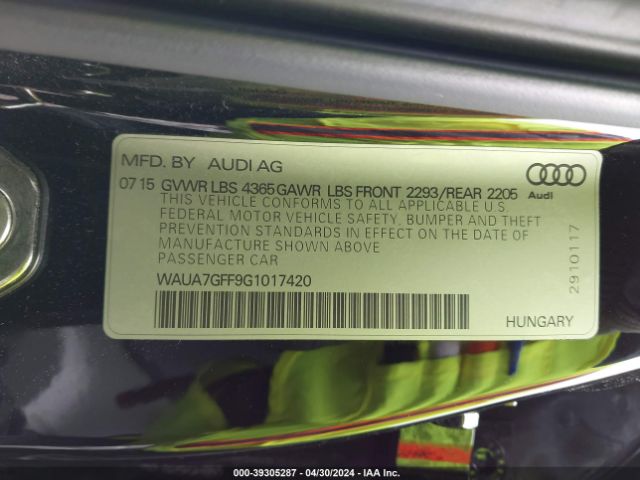 MFD. BY AUDI AG
07 15 GVWR LBS 4365 GAWR LBS FRONT 2293/REAR 2205
THIS VEHICLE CONFORMS TO ALL APPLICABLE U.S.
FEDERAL MOTOR VEHICLE SAFETY, BUMPER AND THEFT
PREVENTION STANDARDS IN EFFECT ON THE DATE OF
MANUFACTURE SHOWN ABOVE
PASSENGER CAR
WAUA7GFF9G1017420
Audi
2910117
HUNGARY
000-39305287 - 04/30/2024 - IAA Inc.